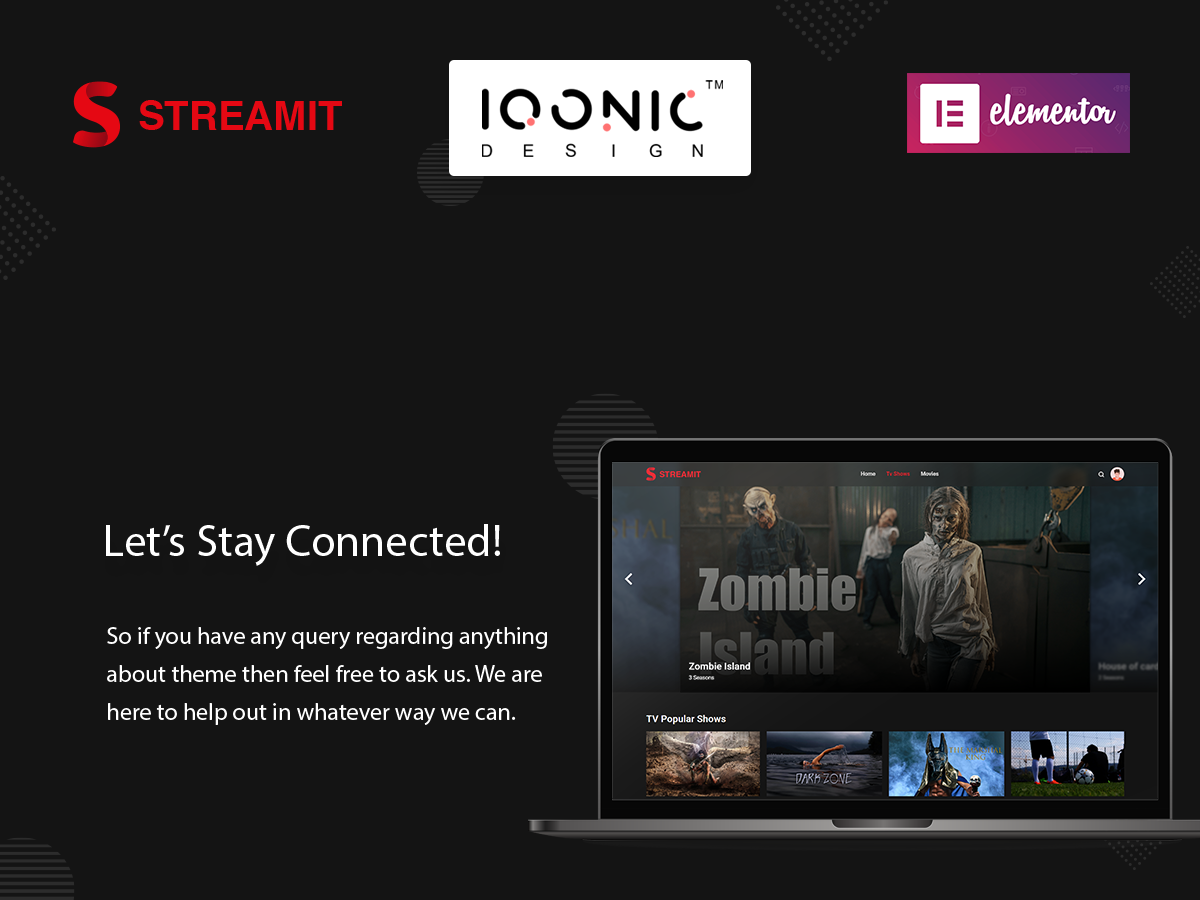 STREAMIT
IQONIC TM
DESIGN
elementor
Let's Stay Connected!
So if you have any query regarding anything
about theme then feel free to ask us. We are
here to help out in whatever way we can.
STREAMIT
Home Tv Shows Movies
Zombie
Island
Zombie Island
3 Seasons
House of card
TV Popular Shows
DARK ZONE